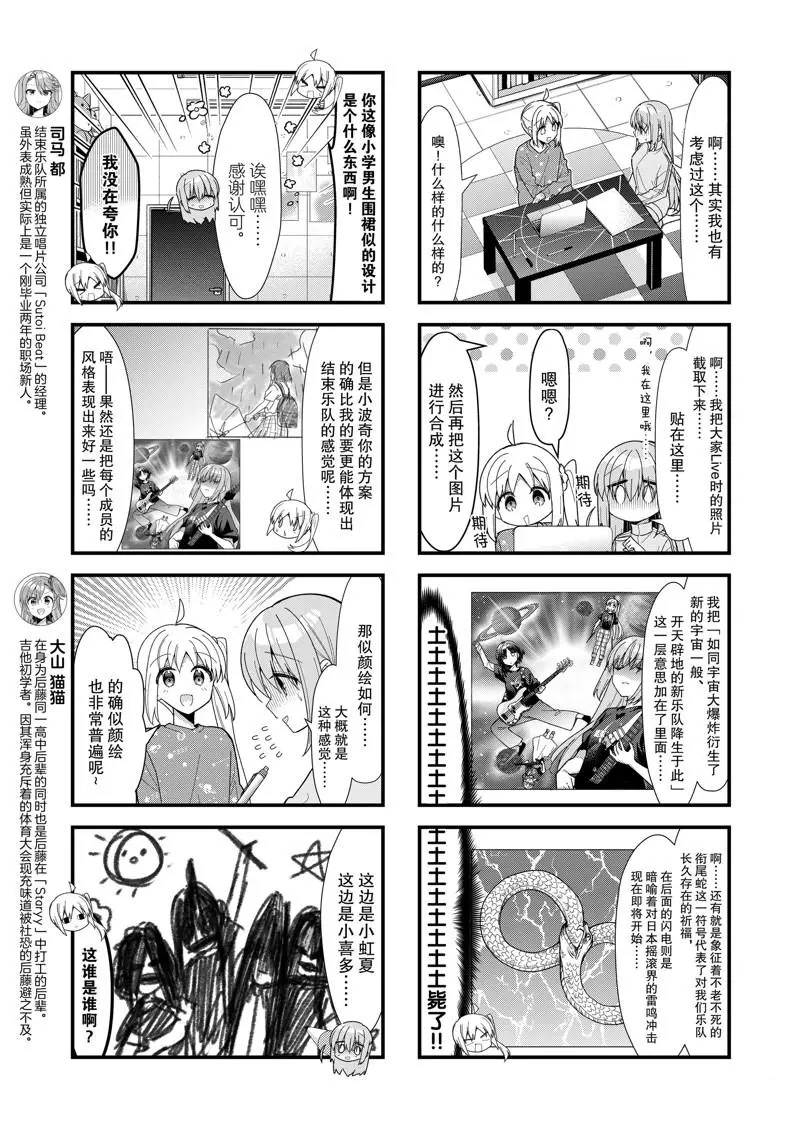 啊……其实我也有
考虑过这个……
噢！什么样的什么样的？
啊……我把大家Live时的照片
截取下来……
贴在这里……
啊，
我在这里哦……
嗯嗯？
然后再把这个图片
进行合成……
期待
期待
我把「如同宇宙大爆炸衍生了
新的宇宙一般、
开天辟地的新乐队降生于此」
这一层意思加在了里面……
土土土土土土土土
啊……还有就是象征着不老不死的
衔尾蛇这一符号代表了对我们乐队
长久存在的祈福，
在后面的闪电则是
暗喻着对日本摇滚界的雷鸣冲击
现在即将开始……
土土土土土土土毙了!!
你这像小学男生围裙似的设计
是个什么东西啊！
诶嘿嘿……
感谢认可。
我没在夸你!!
但是小波奇你的方案
的确比我的要更能体现出
结束乐队的感觉呢……
唔——果然还是把每个成员的
风格表现出来好一些吗……
那似颜绘如何……
大概就是
这种感觉……
的确似颜绘
也非常普遍呢~
这边是小虹夏
这边是小喜多……
这谁是谁啊？
司马 都
结束乐队所属的独立唱片公司「Sutoi Beat」的经理。
虽外表成熟但实际上是一个刚毕业两年的职场新人。
大山 猫猫
在身为后藤同一高中后辈的同时也是后藤在「Starry」中打工的后辈。
吉他初学者。因其浑身充斥着的体育大会现充味道被社恐的后藤避之不及。